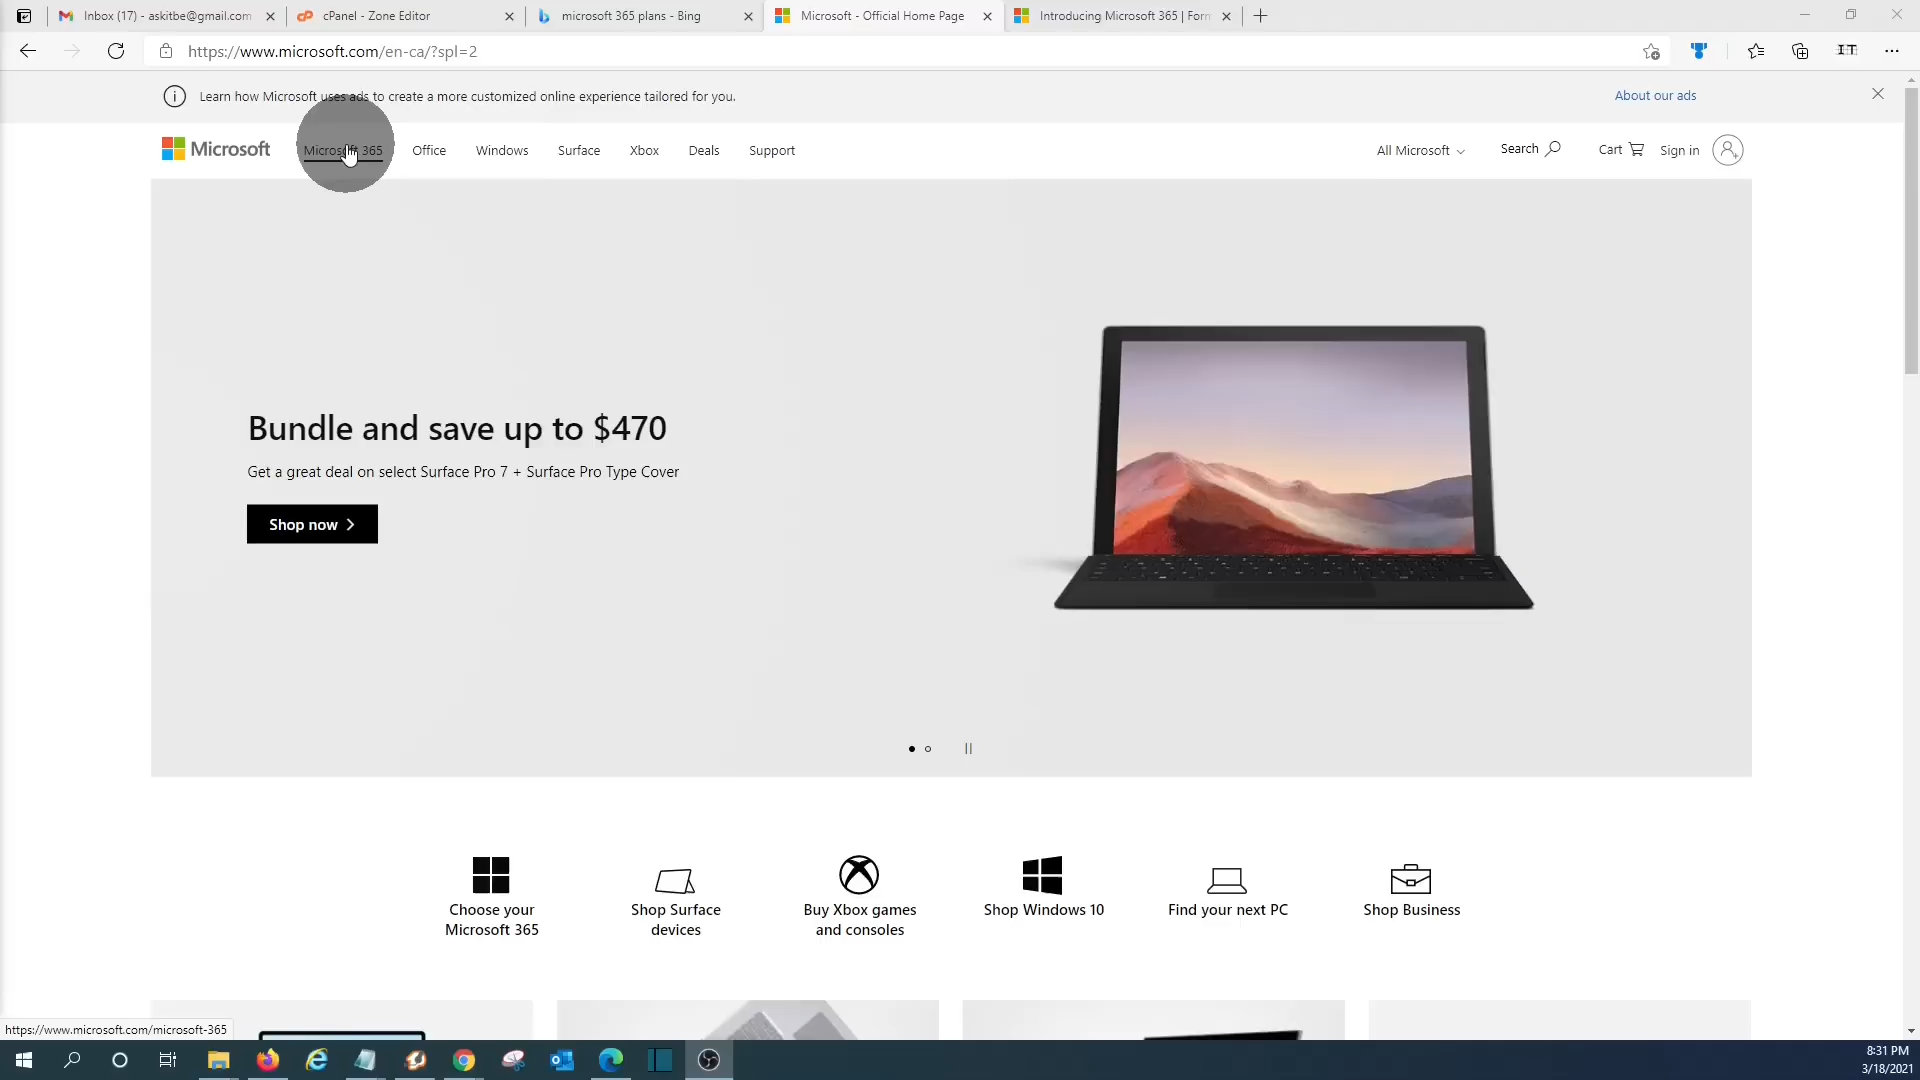 Inbox (17) - askitbe@gmail.com
cPanel - Zone Editor
microsoft 365 plans - Bing
Microsoft - Official Home Page
Introducing Microsoft 365 | Form
https://www.microsoft.com/en-ca/?spl=2
Learn how Microsoft uses ads to create a more customized online experience tailored for you.
About our ads
Microsoft
Microsoft 365
Office
Windows
Surface
Xbox
Deals
Support
All Microsoft
Search
Cart
Sign in
Bundle and save up to $470
Get a great deal on select Surface Pro 7 + Surface Pro Type Cover
Shop now
Choose your
Microsoft 365
Shop Surface
devices
Buy Xbox games
and consoles
Shop Windows 10
Find your next PC
Shop Business
https://www.microsoft.com/microsoft-365
8:31 PM
3/18/2021